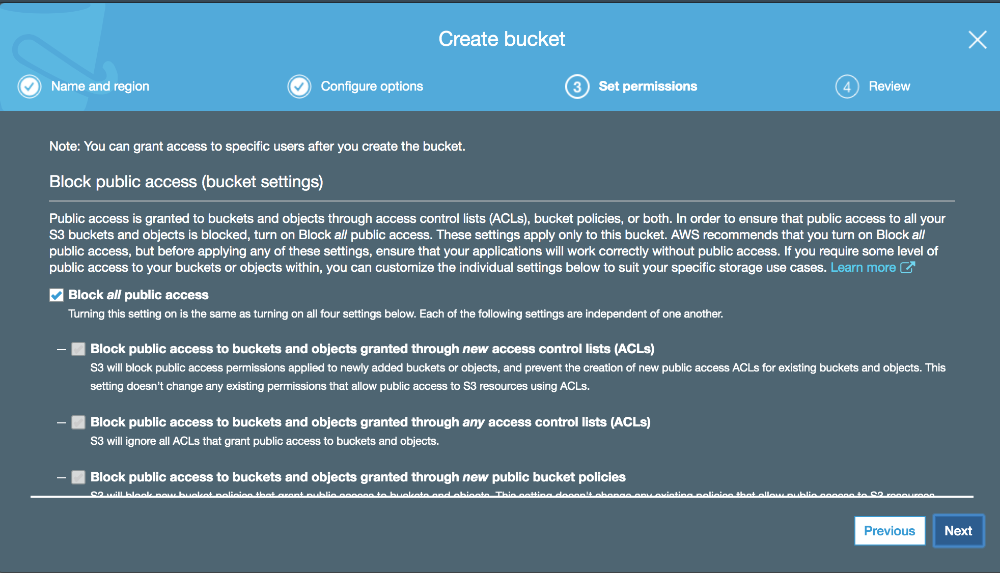 Create bucket
Name and region
Configure options
3 Set permissions
4 Review
Note: You can grant access to specific users after you create the bucket.
Block public access (bucket settings)
Public access is granted to buckets and objects through access control lists (ACLs), bucket policies, or both. In order to ensure that public access to all your
S3 buckets and objects is blocked, turn on Block all public access. These settings apply only to this bucket. AWS recommends that you turn on Block all
public access, but before applying any of these settings, ensure that your applications will work correctly without public access. If you require some level of
public access to your buckets or objects within, you can customize the individual settings below to suit your specific storage use cases. Learn more
Block all public access
Turning this setting on is the same as turning on all four settings below. Each of the following settings are independent of one another.
Block public access to buckets and objects granted through new access control lists (ACLs)
S3 will block public access permissions applied to newly added buckets or objects, and prevent the creation of new public access ACLs for existing buckets and objects. This
setting doesn’t change any existing permissions that allow public access to S3 resources using ACLs.
Block public access to buckets and objects granted through any access control lists (ACLs)
S3 will ignore all ACLs that grant public access to buckets and objects.
Block public access to buckets and objects granted through new public bucket policies
S3 will block new bucket policies that grant public access to buckets and objects. This setting doesn't change any existing policies that allow public access to S3 resources
Previous
Next